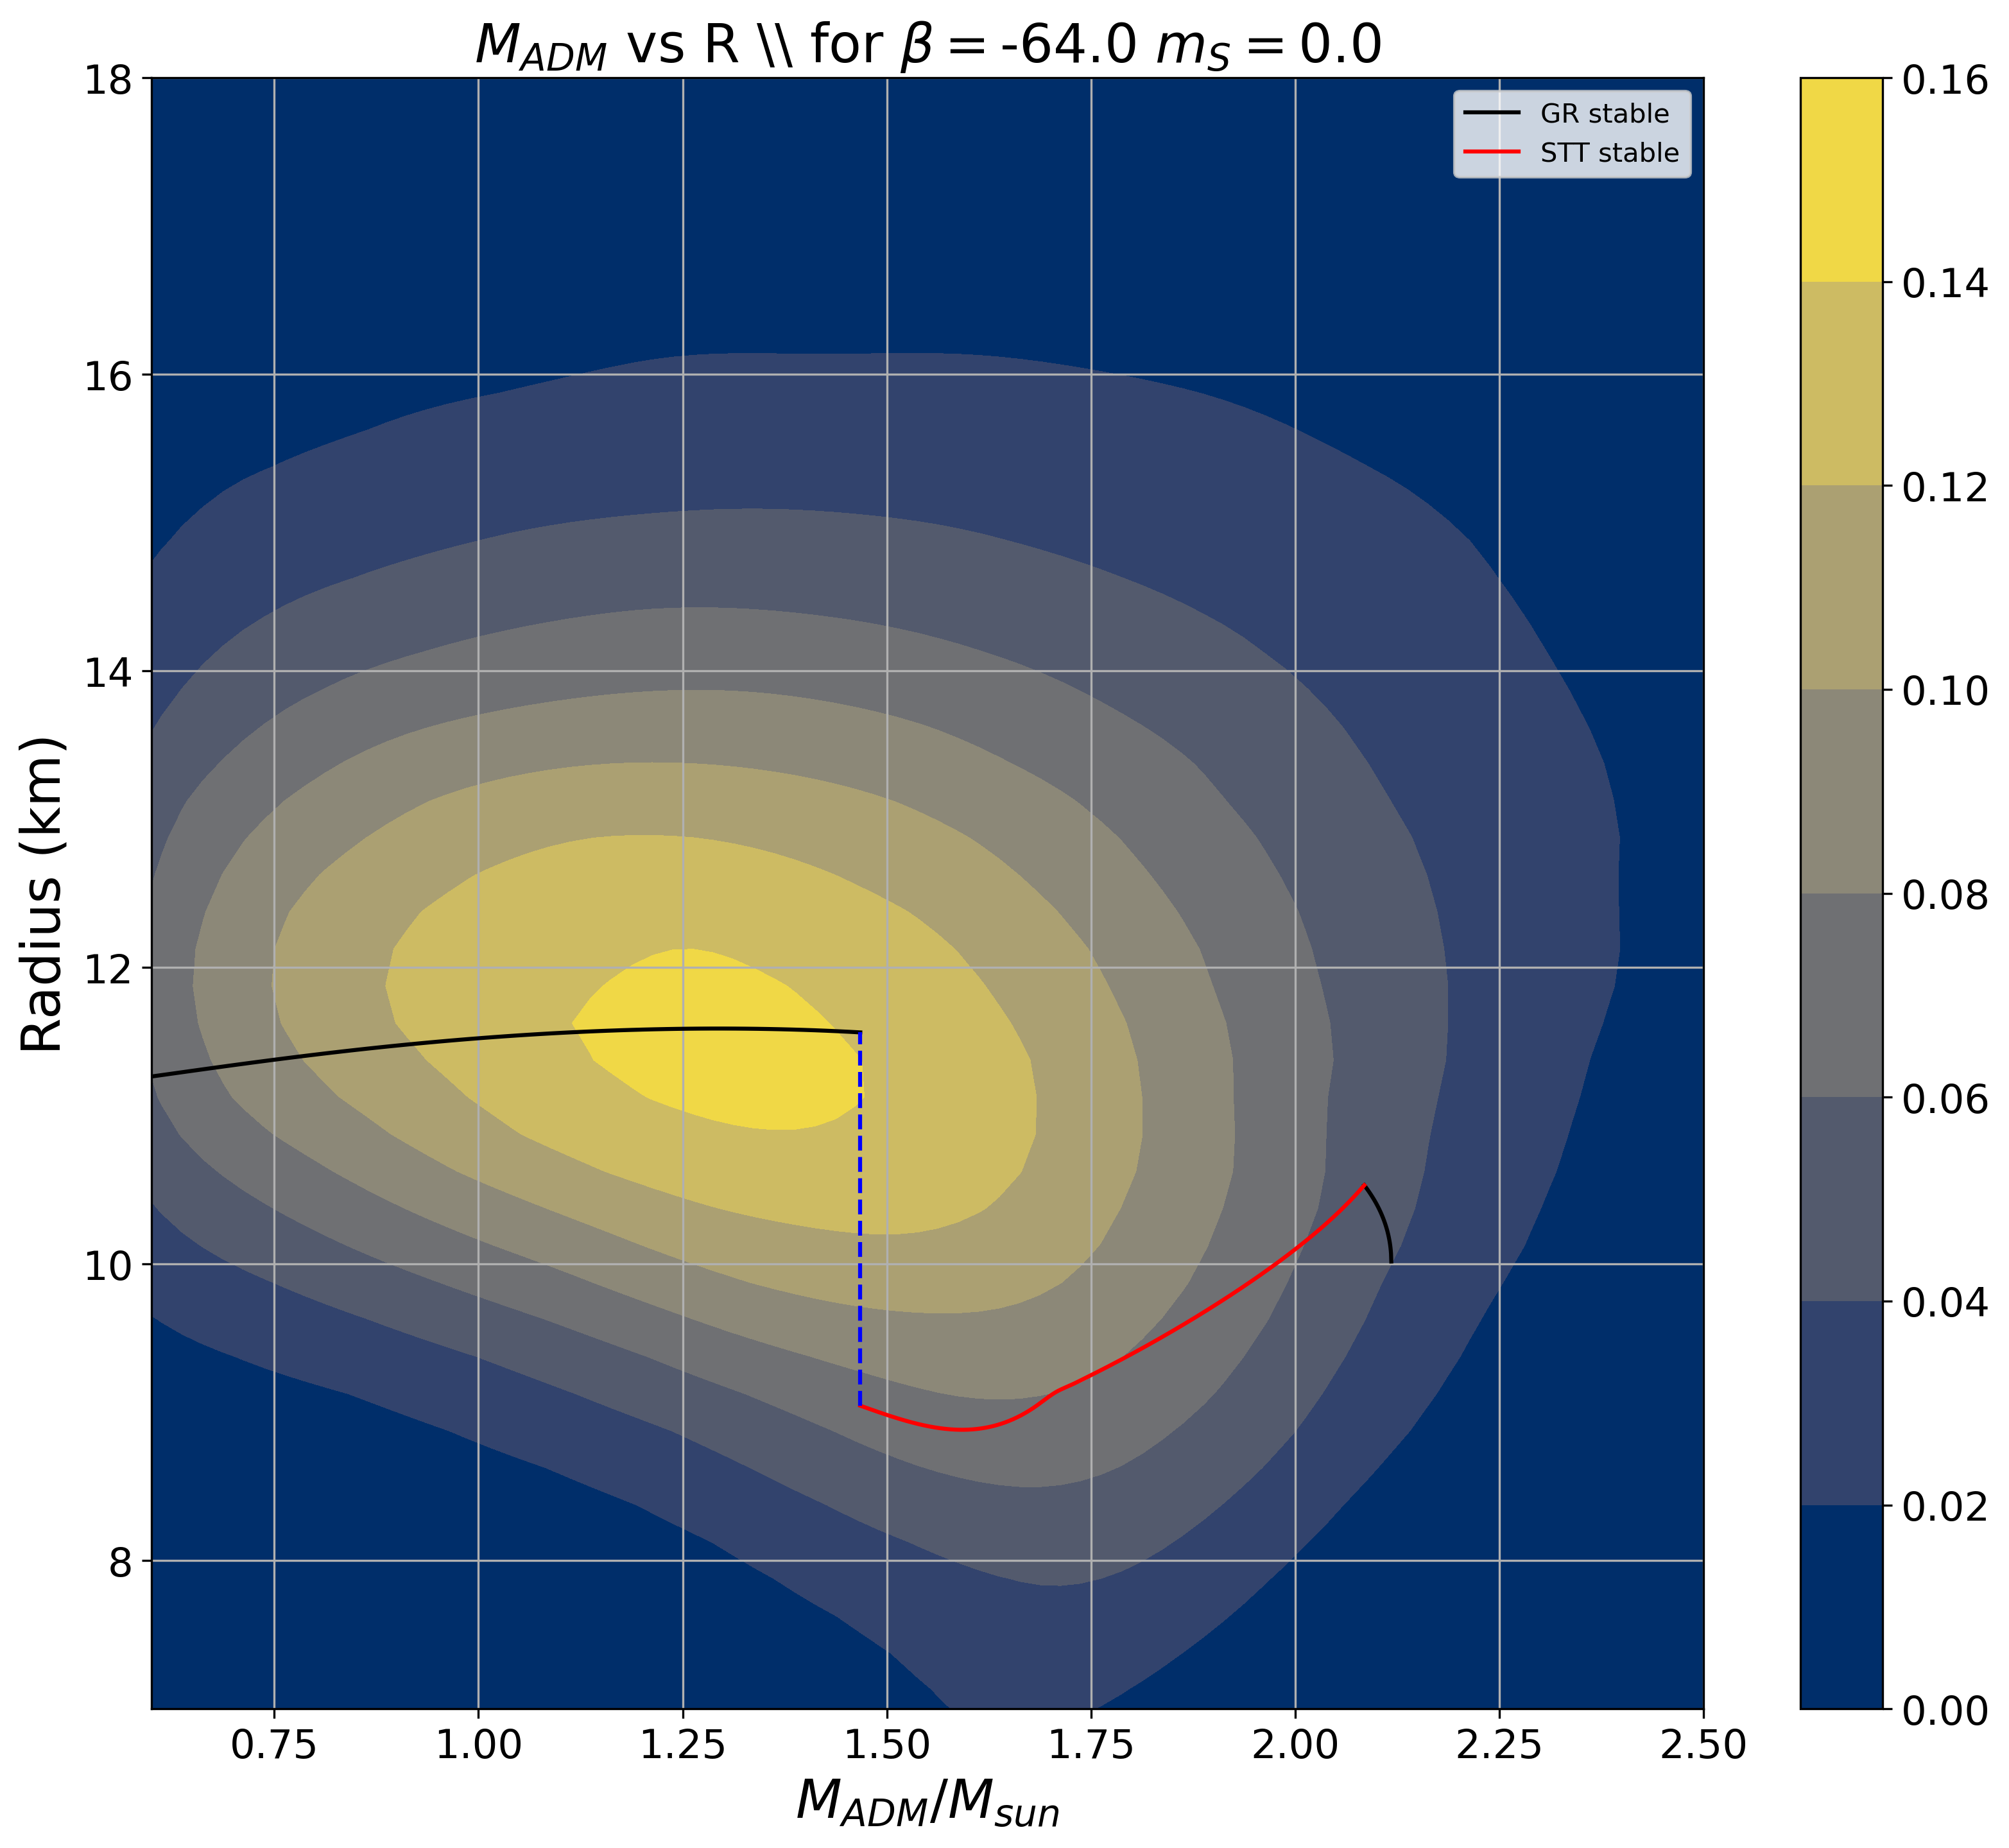 M_ADM vs R \\ for β = -64.0 m_S = 0.0
GR stable
STT stable
18
16
14
12
10
8
Radius (km)
0.75 1.00 1.25 1.50 1.75 2.00 2.25 2.50
M_ADM/M_sun
0.16
0.14
0.12
0.10
0.08
0.06
0.04
0.02
0.00